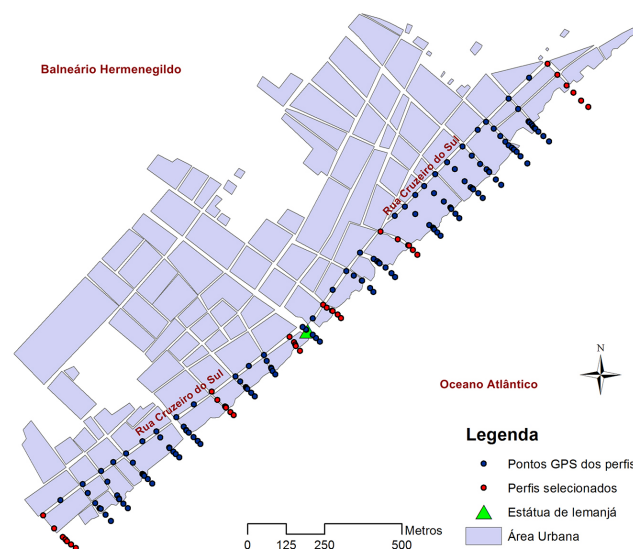 Balneário Hermenegildo
Rua Cruzeiro do Sul
Rua Cruzeiro do Sul
Oceano Atlântico
N
Legenda
Pontos GPS dos perfis
Perfis selecionados
Estátua de Iemanjá
Área Urbana
Metros
0 125 250 500